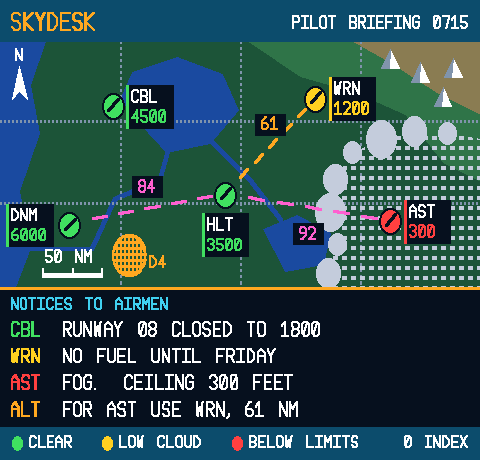 SKYDESK
PILOT BRIEFING 0715
N
CBL
4500
WRN
1200
61
84
DNM
6000
HLT
3500
AST
300
92
50 NM
D4
NOTICES TO AIRMEN
CBL RUNWAY 08 CLOSED TO 1800
WRN NO FUEL UNTIL FRIDAY
AST FOG. CEILING 300 FEET
ALT FOR AST USE WRN, 61 NM
CLEAR LOW CLOUD BELOW LIMITS 0 INDEX